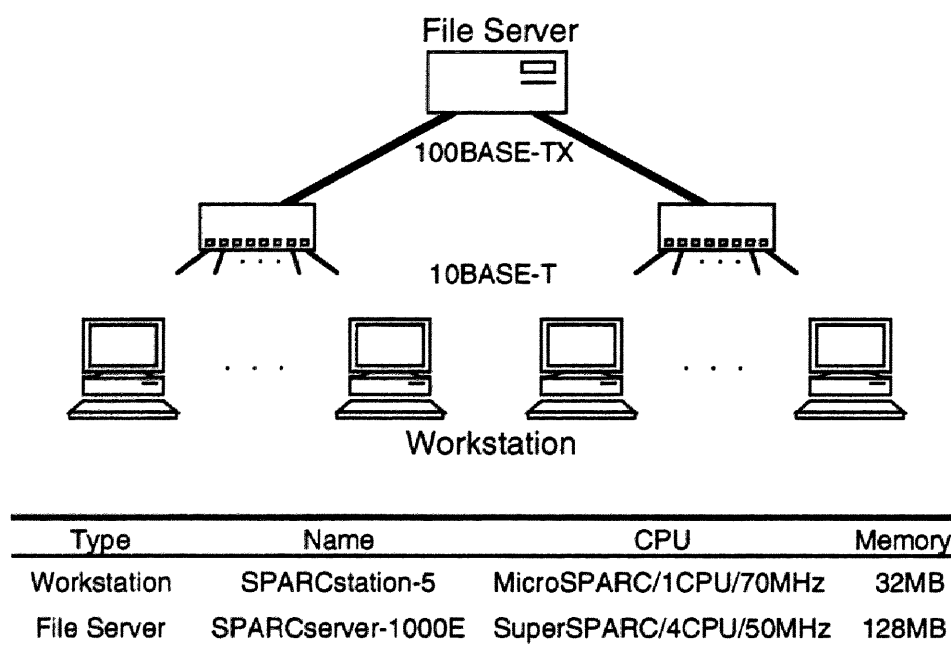 File Server
100BASE-TX
10BASE-T
Workstation
Type Name CPU Memory
Workstation SPARCstation-5 MicroSPARC/1CPU/70MHz 32MB
File Server SPARCserver-1000E SuperSPARC/4CPU/50MHz 128MB